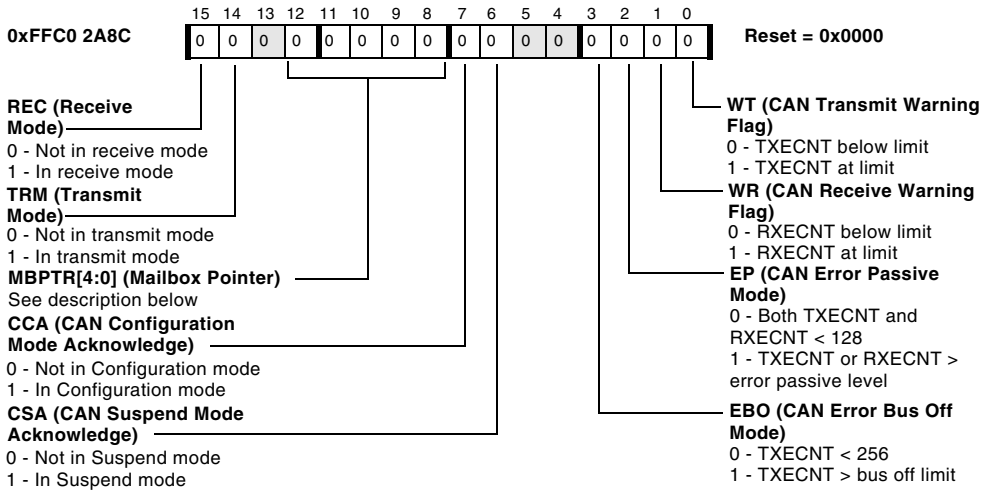 15 14 13 12 11 10 9 8 7 6 5 4 3 2 1 0
0xFFC0 2A8C
0 0 0 0 0 0 0 0 0 0 0 0 0 0 0 0
Reset = 0x0000
REC (Receive
Mode)
0 - Not in receive mode
1 - In receive mode
TRM (Transmit
Mode)
0 - Not in transmit mode
1 - In transmit mode
MBPTR[4:0] (Mailbox Pointer)
See description below
CCA (CAN Configuration
Mode Acknowledge)
0 - Not in Configuration mode
1 - In Configuration mode
CSA (CAN Suspend Mode
Acknowledge)
0 - Not in Suspend mode
1 - In Suspend mode
WT (CAN Transmit Warning
Flag)
0 - TXECNT below limit
1 - TXECNT at limit
WR (CAN Receive Warning
Flag)
0 - RXECNT below limit
1 - RXECNT at limit
EP (CAN Error Passive
Mode)
0 - Both TXECNT and
RXECNT < 128
1 - TXECNT or RXECNT >
error passive level
EBO (CAN Error Bus Off
Mode)
0 - TXECNT < 256
1 - TXECNT > bus off limit